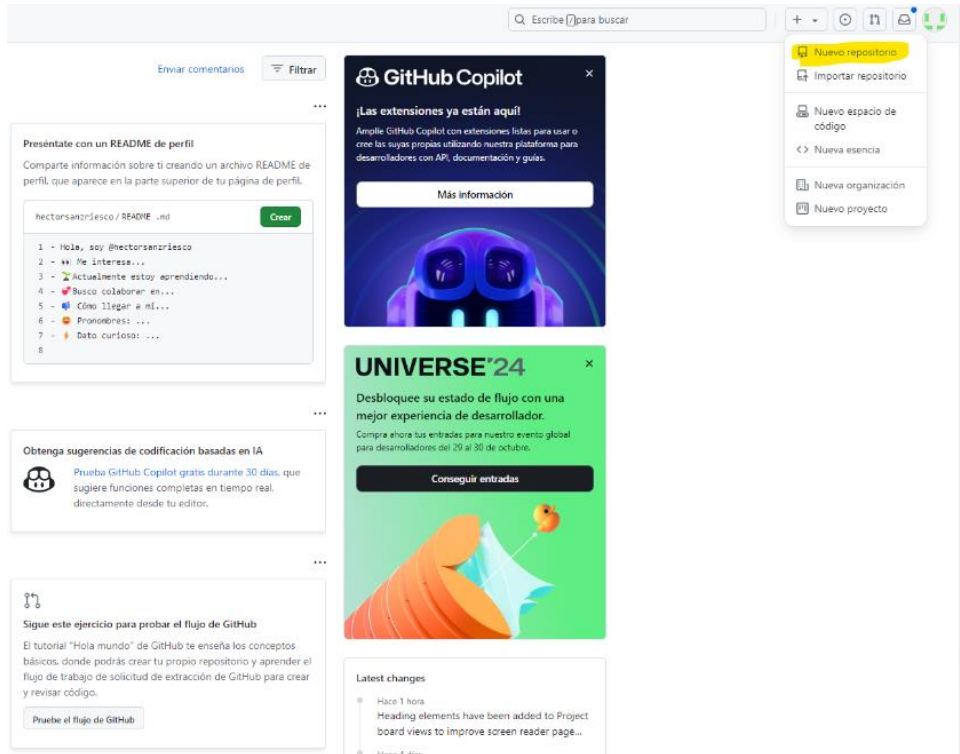 Escribe / para buscar
Nuevo repositorio
Importar repositorio
Nuevo espacio de
código
Nueva esencia
Nueva organización
Nuevo proyecto
Enviar comentarios
Filtrar
Preséntate con un README de perfil
Comparte información sobre ti creando un archivo README de
perfil, que aparece en la parte superior de tu página de perfil.
hectorsanzriesco / README .md
Crear
1 - Hola, soy @hectorsanzriesco
2 - 👀 Me interesa...
3 - 🌱Actualmente estoy aprendiendo...
4 - 💞️Busco colaborar en...
5 - 📫 Cómo llegar a mí...
6 - 😄 Pronombres: ...
7 - ⚡ Dato curioso: ...
8
Obtenga sugerencias de codificación basadas en IA
Prueba GitHub Copilot gratis durante 30 días, que
sugiere funciones completas en tiempo real,
directamente desde tu editor.
Sigue este ejercicio para probar el flujo de GitHub
El tutorial "Hola mundo" de GitHub te enseña los conceptos
básicos, donde podrás crear tu propio repositorio y aprender el
flujo de trabajo de solicitud de extracción de GitHub para crear
y revisar código.
Pruebe el flujo de GitHub
GitHub Copilot
¡Las extensiones ya están aquí!
Amplíe GitHub Copilot con extensiones listas para usar o
cree las suyas propias utilizando nuestra plataforma para
desarrolladores con API, documentación y guías.
Más información
UNIVERSE'24
Desbloquee su estado de flujo con una
mejor experiencia de desarrollador.
Compra ahora tus entradas para nuestro evento global
para desarrolladores del 29 al 30 de octubre.
Conseguir entradas
Latest changes
Hace 1 hora
Heading elements have been added to Project
board views to improve screen reader page...